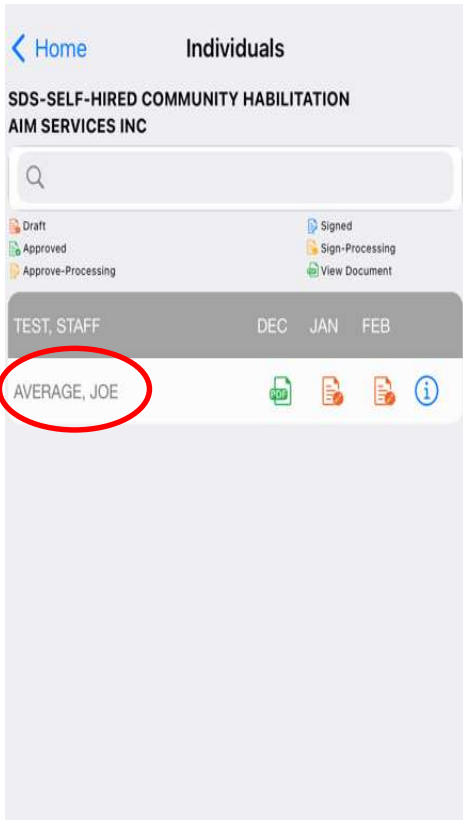 Home Individuals
SDS-SELF-HIRED COMMUNITY HABILITATION
AIM SERVICES INC
Draft Signed
Approved Sign-Processing
Approve-Processing View Document
TEST, STAFF DEC JAN FEB
AVERAGE, JOE PDF i